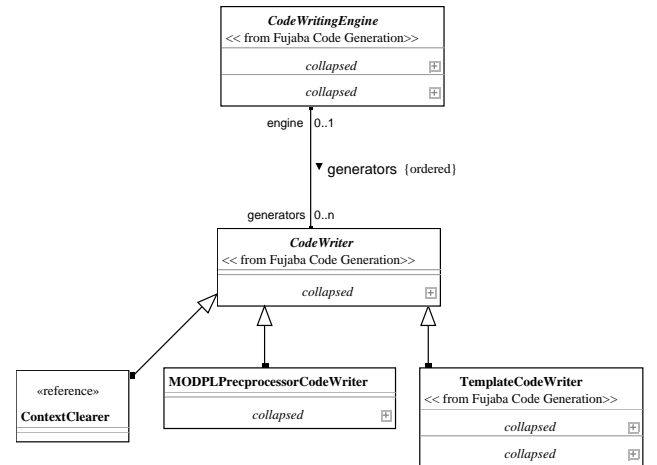 CodeWritingEngine
<< from Fujaba Code Generation>>
collapsed
collapsed
engine 0..1
generators {ordered}
generators 0..n
CodeWriter
<< from Fujaba Code Generation>>
collapsed
«reference»
ContextClearer
MODPLPrecprocessorCodeWriter
collapsed
TemplateCodeWriter
<< from Fujaba Code Generation>>
collapsed
collapsed